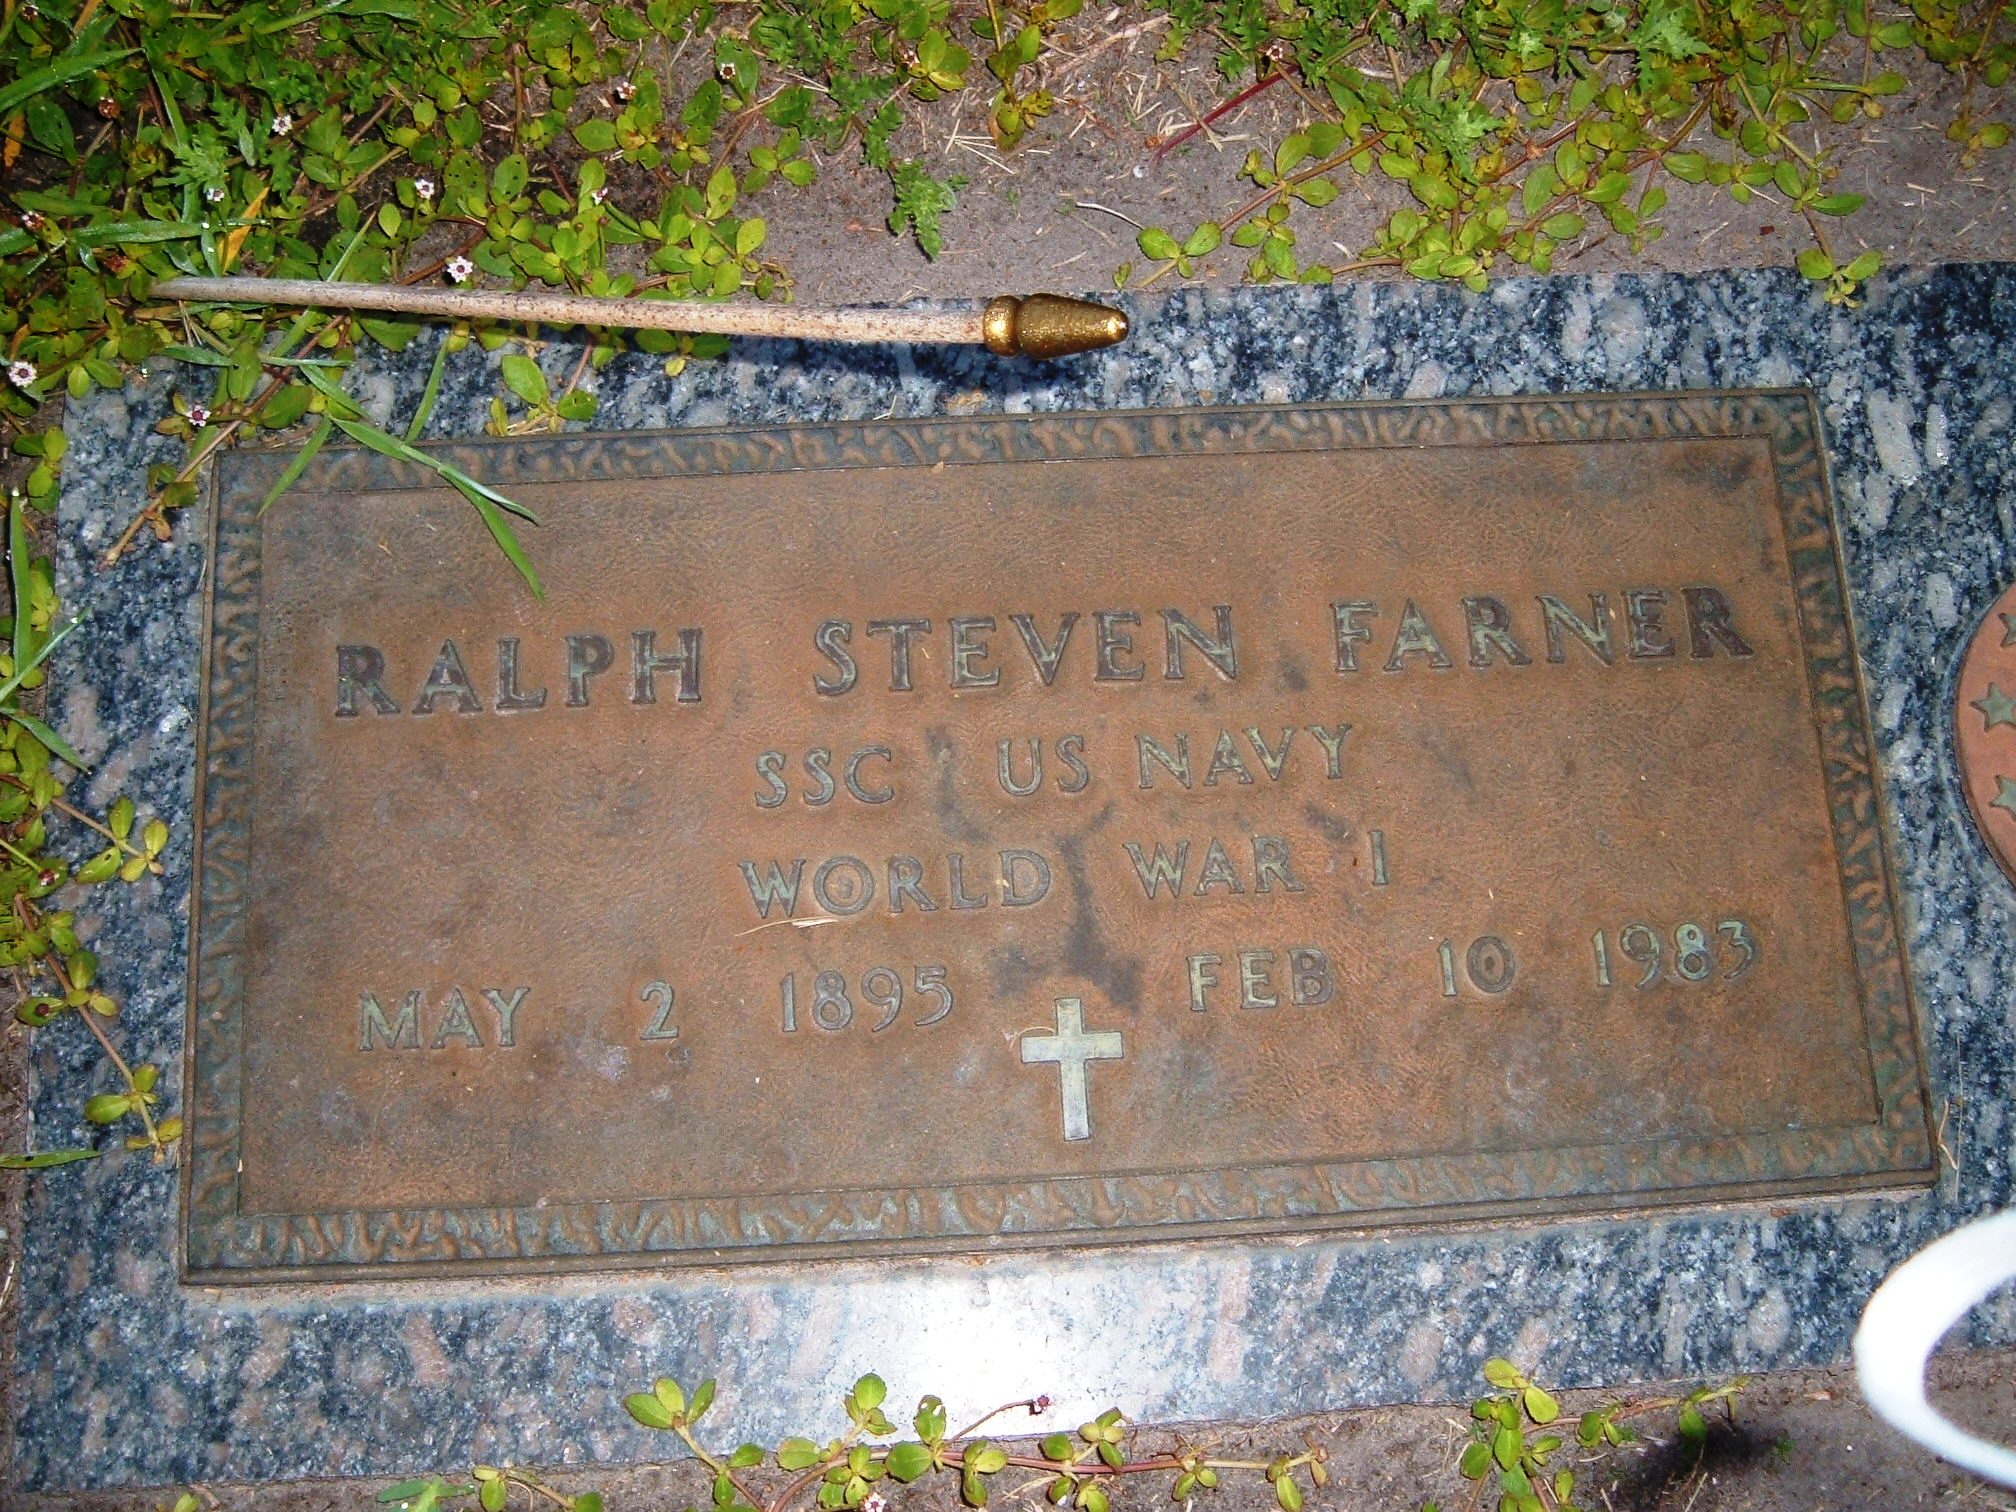 RALPH STEVEN FARNER
SSC US NAVY
WORLD WAR I
MAY 2 1895 FEB 10 1983